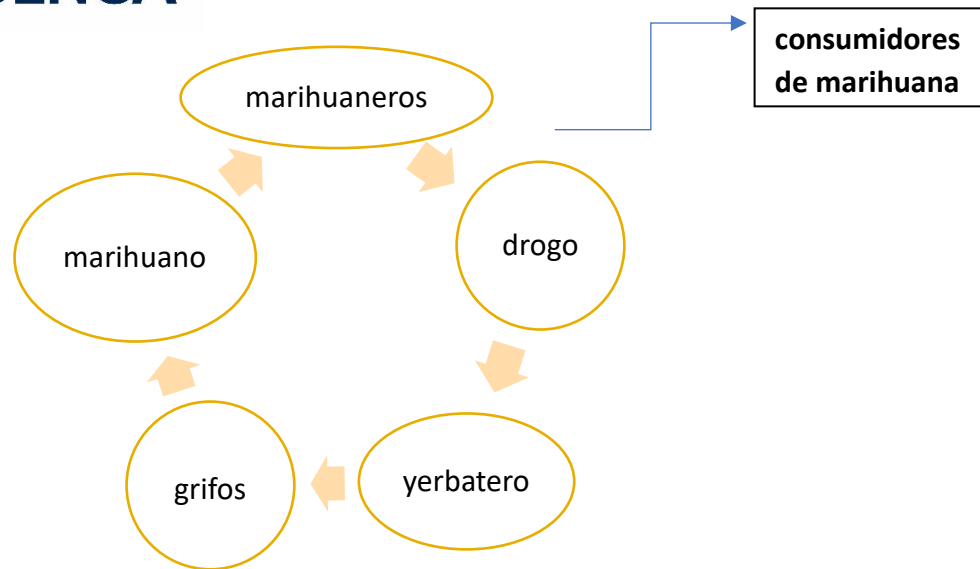 consumidores
de marihuana
marihuaneros
drogo
marihuano
yerbatero
grifos